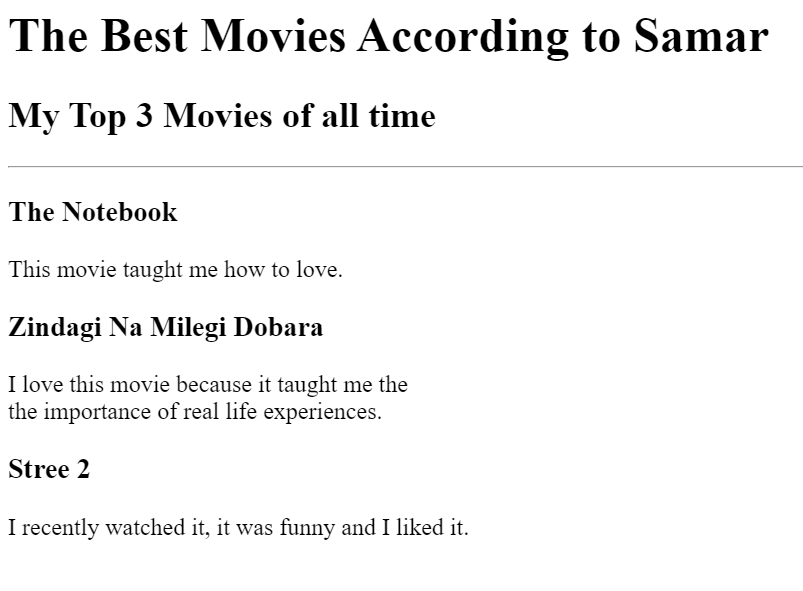 The Best Movies According to Samar
My Top 3 Movies of all time
The Notebook
This movie taught me how to love.
Zindagi Na Milegi Dobara
I love this movie because it taught me the
the importance of real life experiences.
Stree 2
I recently watched it, it was funny and I liked it.